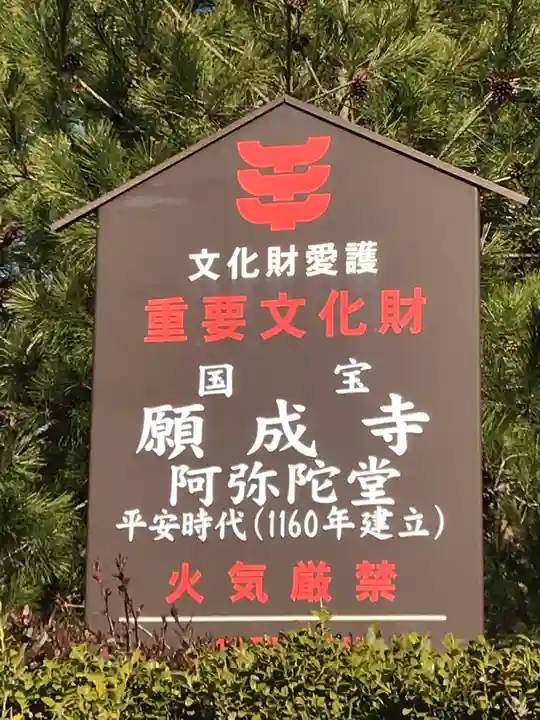 文化財愛護
重要文化財
国宝
願成寺
阿弥陀堂
平安時代(1160年建立)
火気厳禁